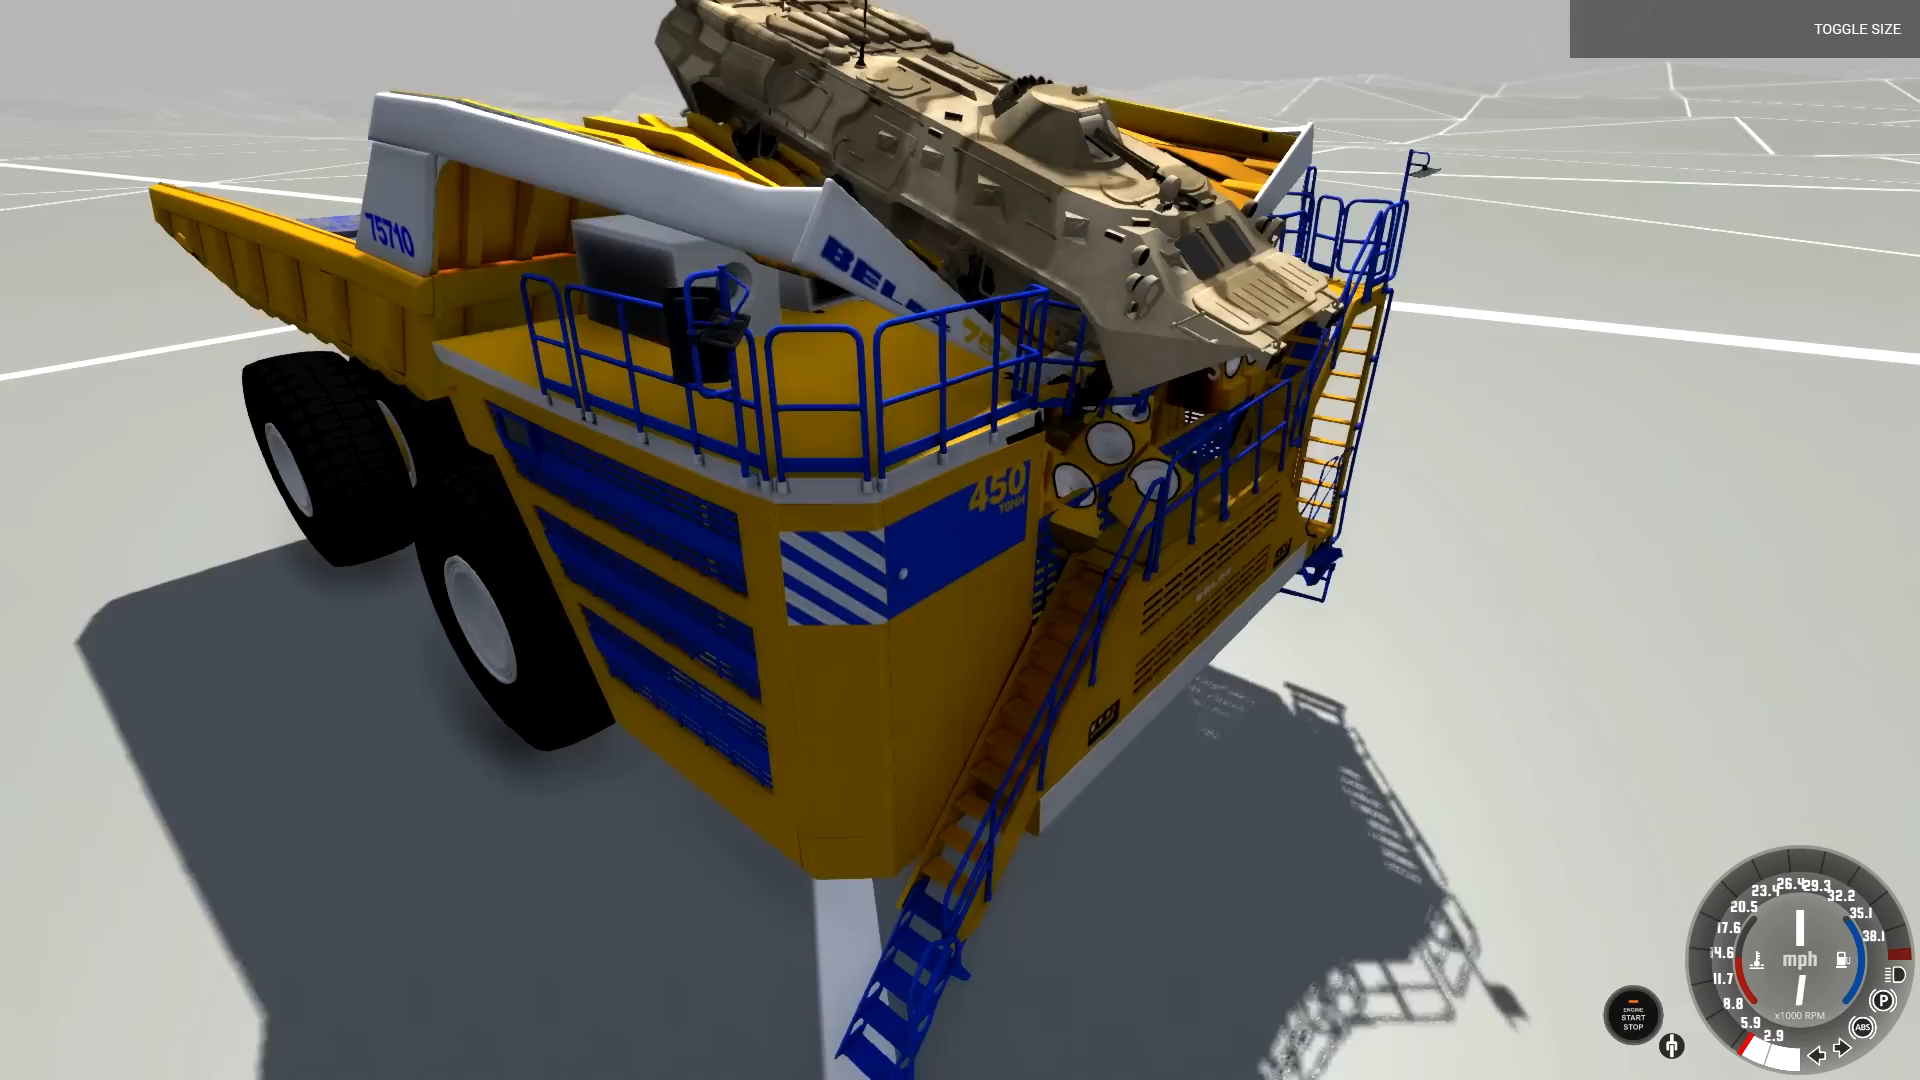 TOGGLE SIZE
75710
BELA
757
450
ТОНН
23.4
26.4
29.3
32.2
20.5
35.1
17.6
38.1
14.6
mph
11.7
8.8
x1000 RPM
P
5.9
2.9
ABS
ENGINE
START
STOP